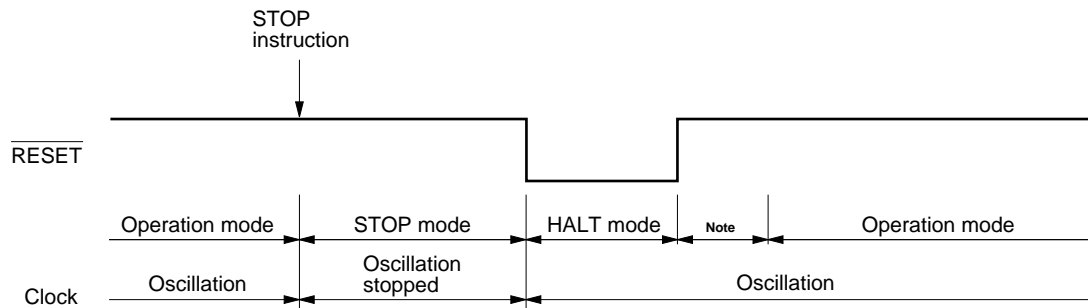 STOP
instruction
RESET
Operation mode
STOP mode
HALT mode
Note
Operation mode
Clock
Oscillation
Oscillation
stopped
Oscillation